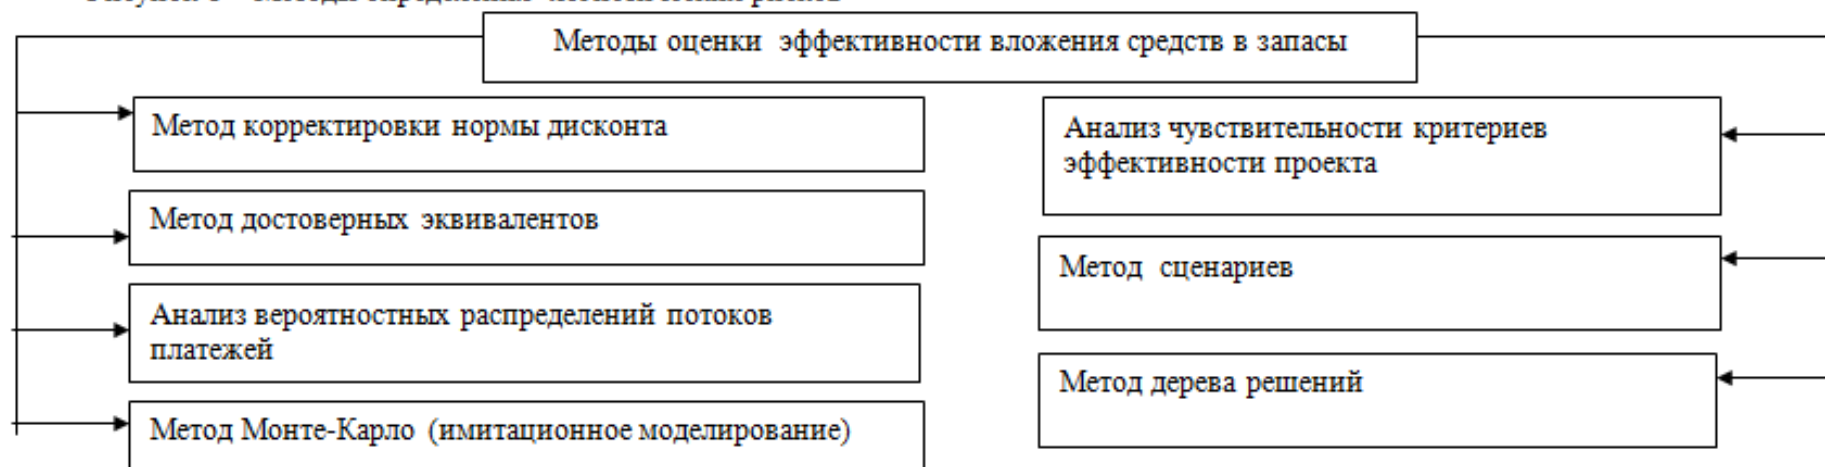 Методы оценки эффективности вложения средств в запасы
Метод корректировки нормы дисконта
Метод достоверных эквивалентов
Анализ вероятностных распределений потоков
платежей
Метод Монте-Карло (имитационное моделирование)
Анализ чувствительности критериев
эффективности проекта
Метод сценариев
Метод дерева решений